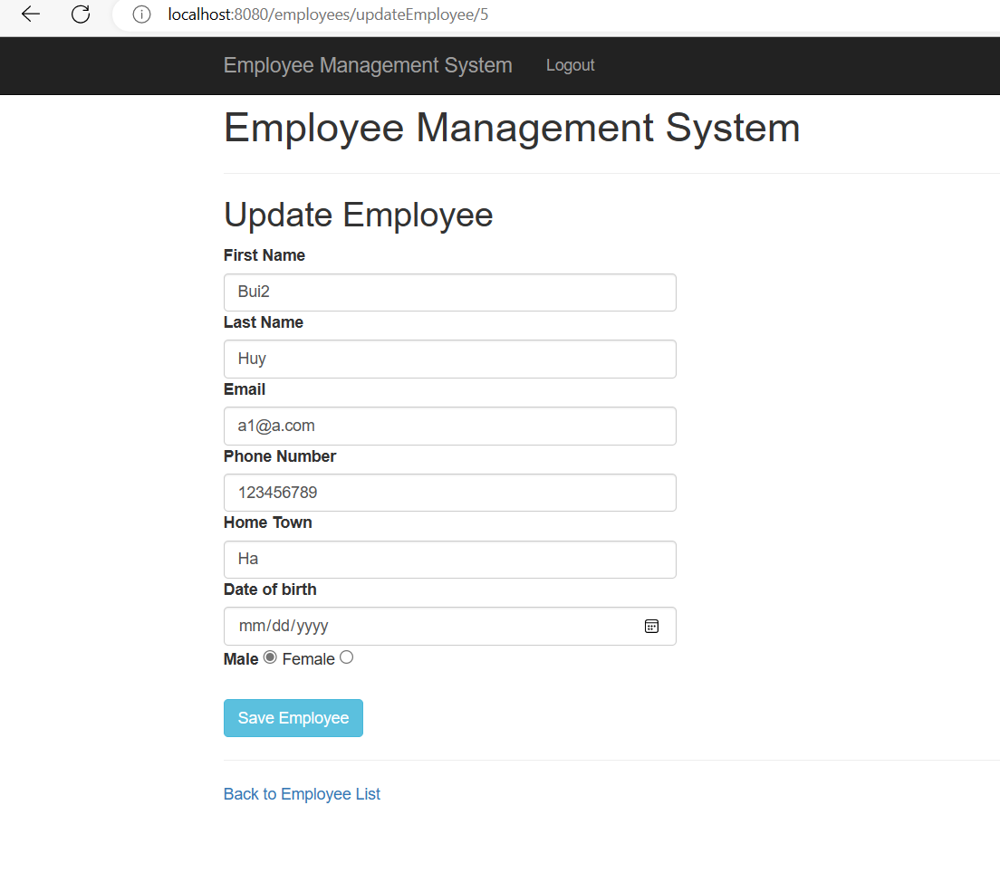 localhost:8080/employees/updateEmployee/5
Employee Management System Logout
Employee Management System
Update Employee
First Name
Bui2
Last Name
Huy
Email
a1@a.com
Phone Number
123456789
Home Town
Ha
Date of birth
mm/dd/yyyy
Male Female
Save Employee
Back to Employee List